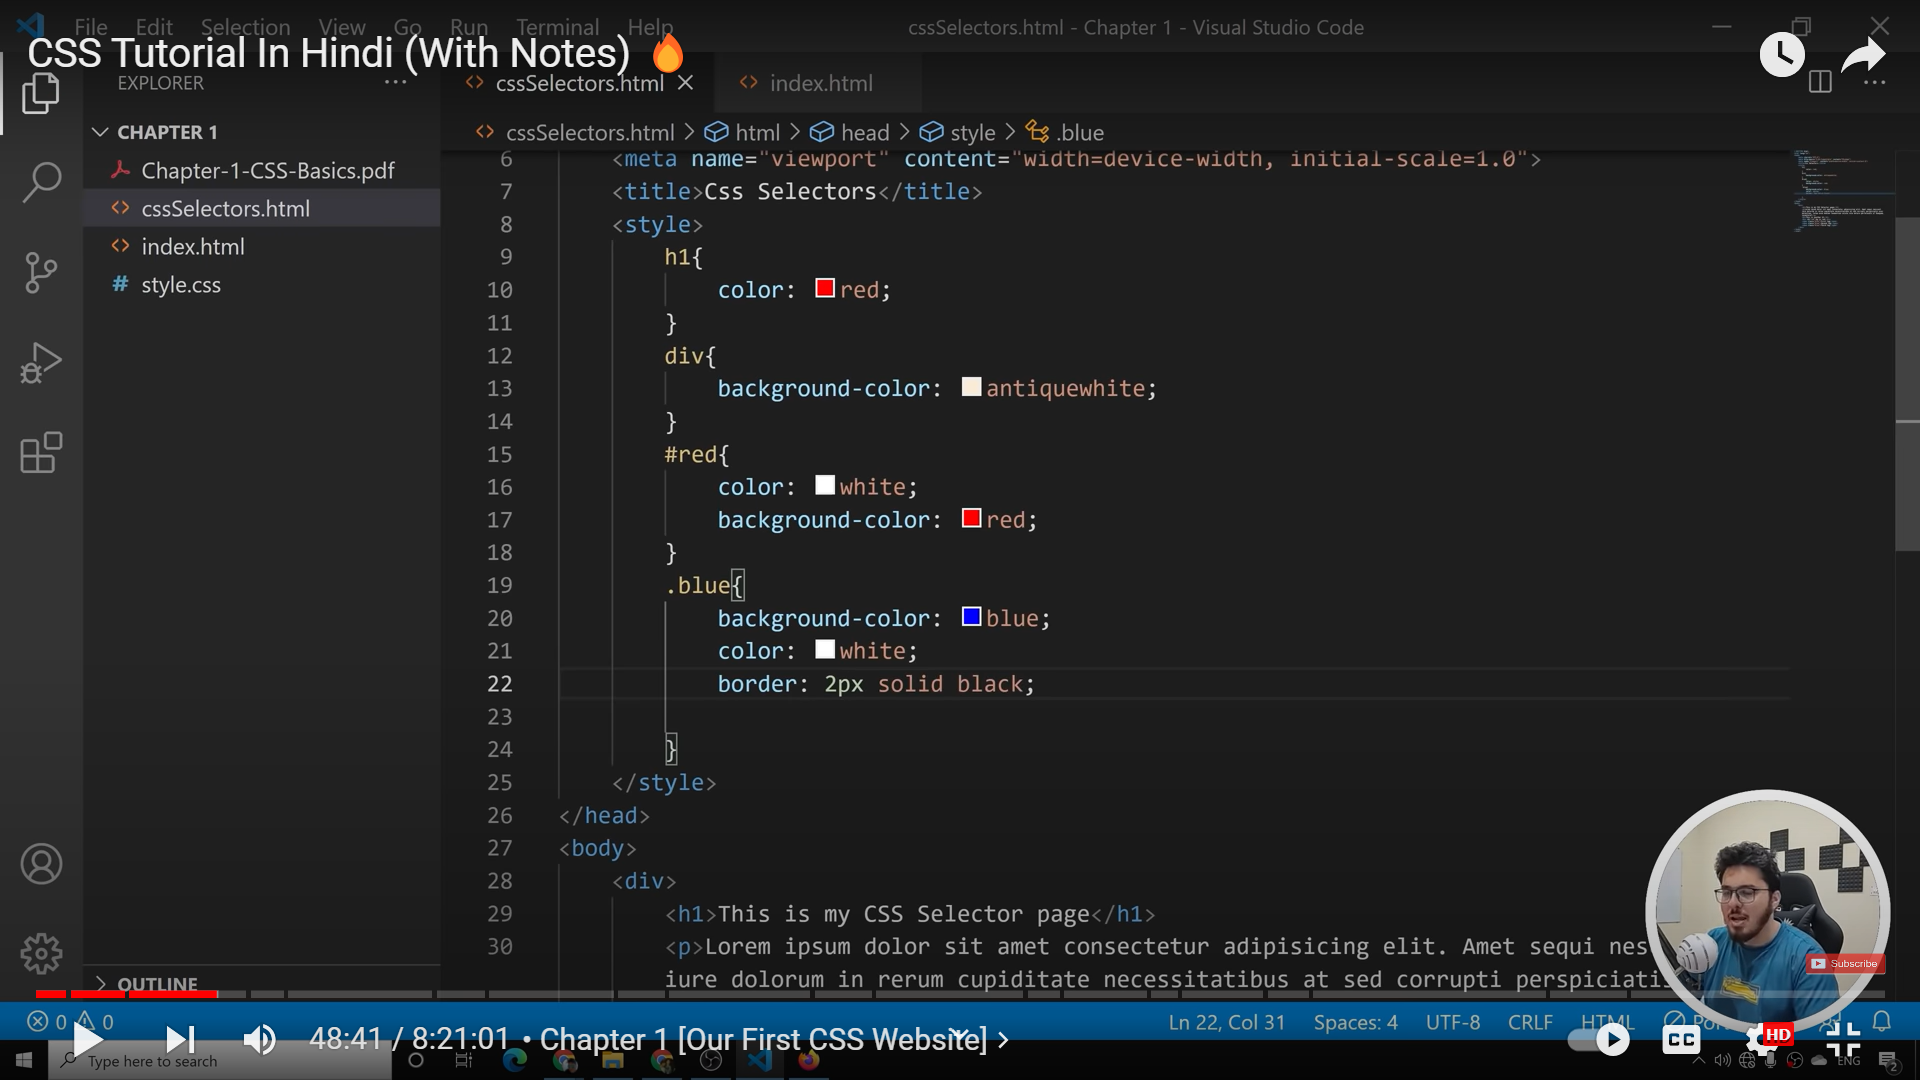 File Edit Selection View Go Run Terminal Help
cssSelectors.html - Chapter 1 - Visual Studio Code
CSS Tutorial In Hindi (With Notes) 🔥
EXPLORER
cssSelectors.html
index.html
CHAPTER 1
Chapter-1-CSS-Basics.pdf
cssSelectors.html
index.html
style.css
cssSelectors.html > html > head > style > .blue
6 <meta name="viewport" content="width=device-width, initial-scale=1.0">
7 <title>Css Selectors</title>
8 <style>
9 h1{
10 color: red;
11 }
12 div{
13 background-color: antiquewhite;
14 }
15 #red{
16 color: white;
17 background-color: red;
18 }
19 .blue{
20 background-color: blue;
21 color: white;
22 border: 2px solid black;
23
24 }
25 </style>
26 </head>
27 <body>
28 <div>
29 <h1>This is my CSS Selector page</h1>
30 <p>Lorem ipsum dolor sit amet consectetur adipisicing elit. Amet sequi nes
iure dolorum in rerum cupiditate necessitatibus at sed corrupti
Subscribe
OUTLINE
0 0
Ln 22, Col 31 Spaces: 4 UTF-8 CRLF HTML
48:41 / 8:21:01 • Chapter 1 [Our First CSS Website] >
CC HD
Type here to search
ENG
2